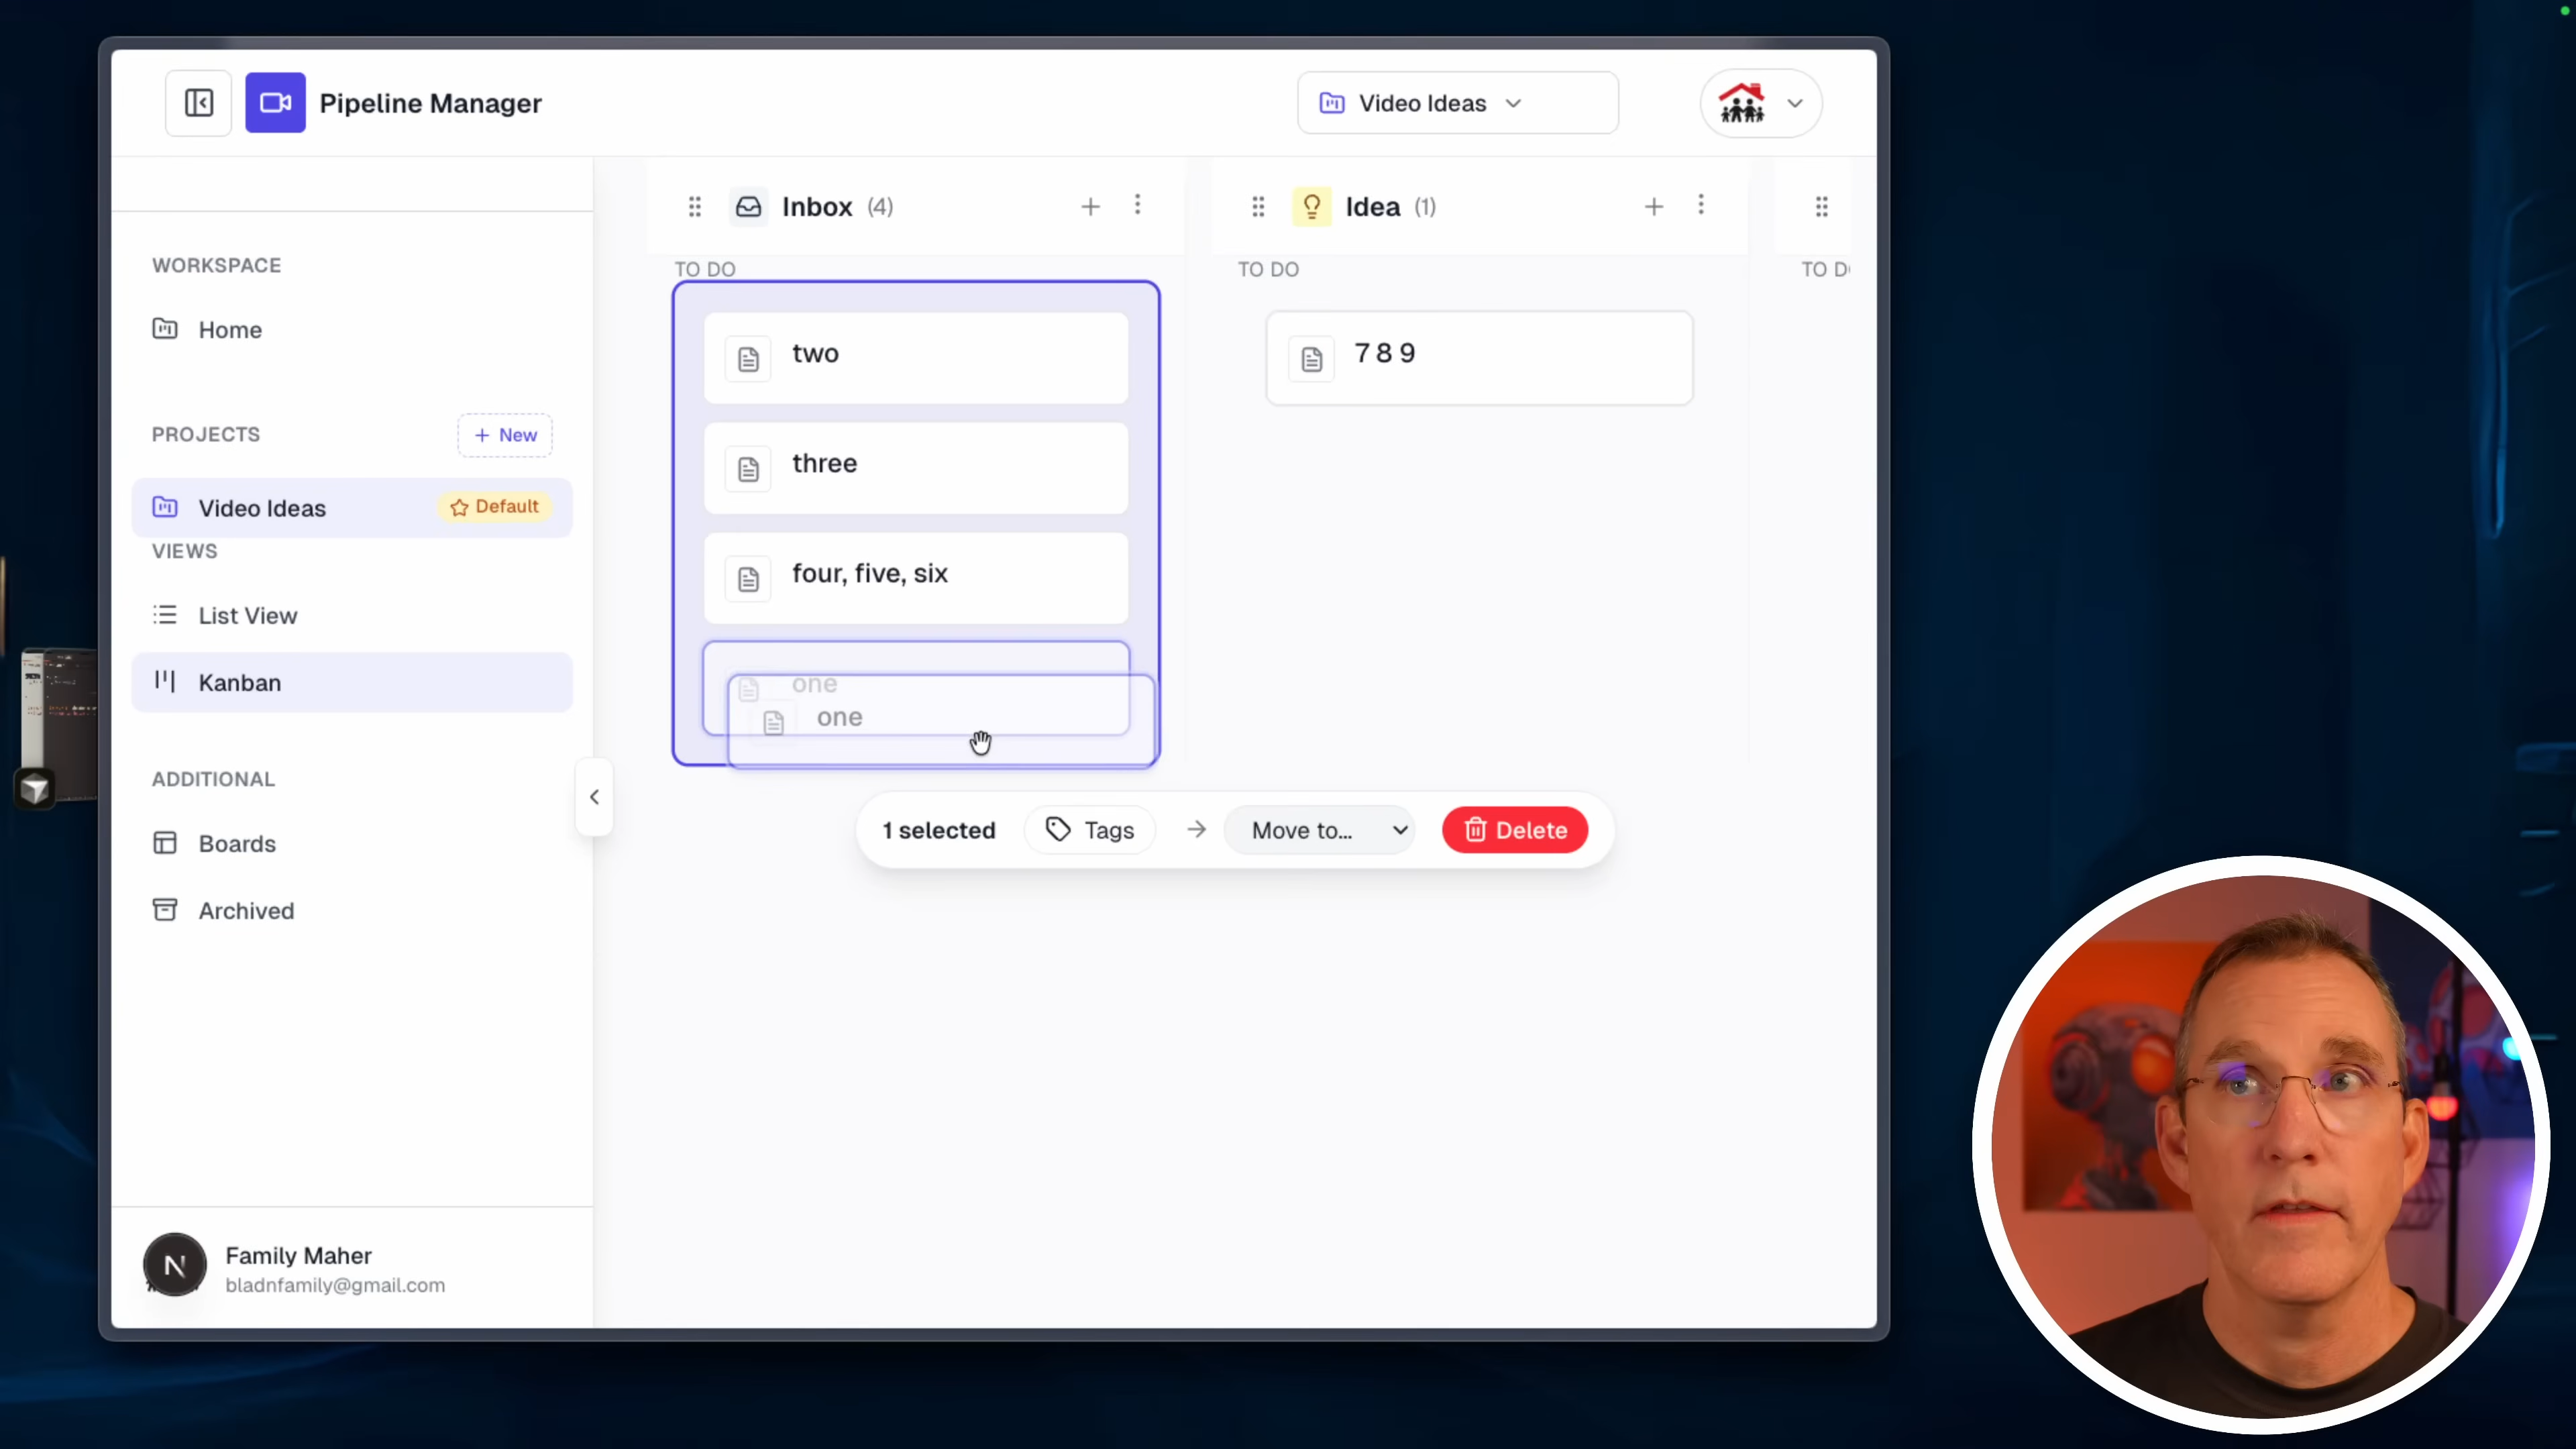 Pipeline Manager
Video Ideas
WORKSPACE
Home
PROJECTS
+ New
Video Ideas
Default
VIEWS
List View
Kanban
ADDITIONAL
Boards
Archived
N
Family Maher
bladnfamily@gmail.com
Inbox (4)
TO DO
two
three
four, five, six
one
one
Idea (1)
TO DO
7 8 9
TO D
1 selected
Tags
Move to...
Delete